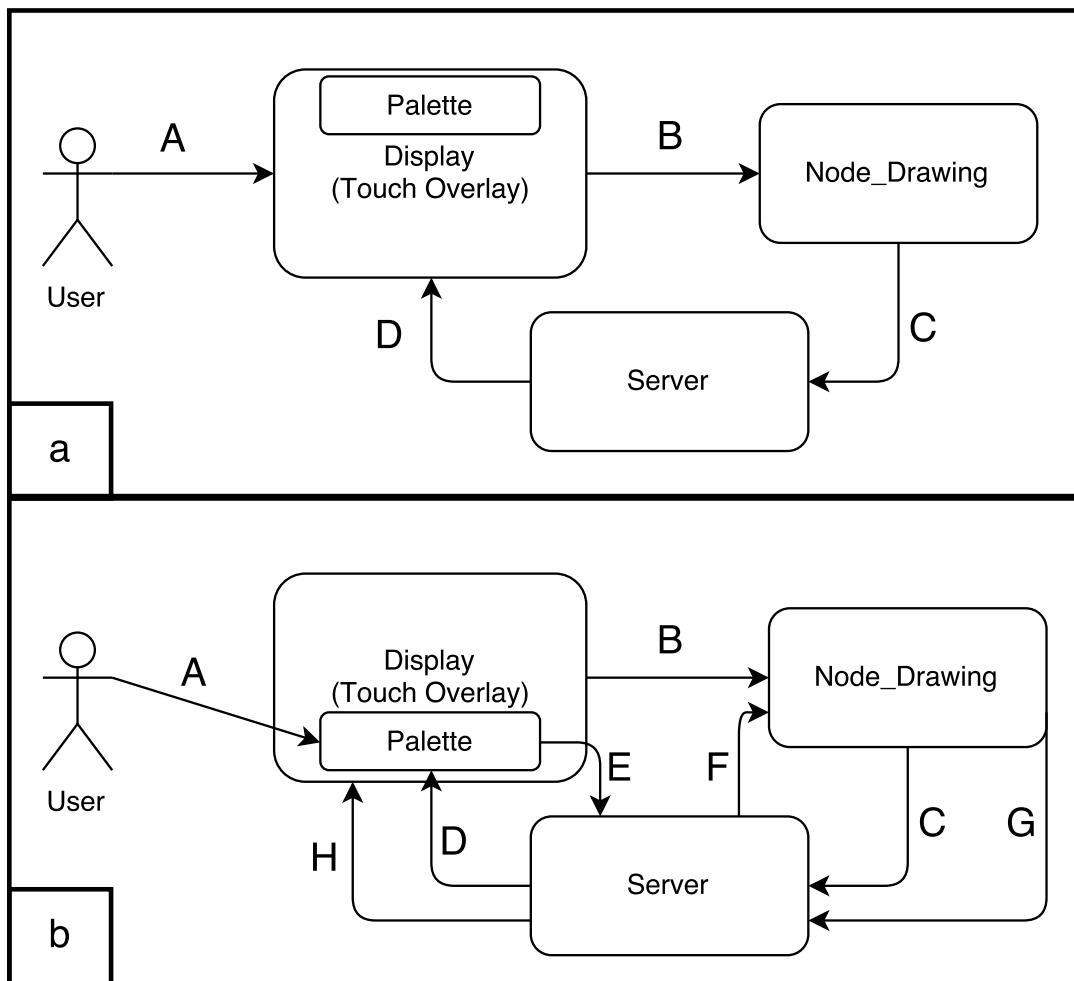 Palette
A
B
Display
(Touch Overlay)
Node_Drawing
User
D
C
Server
a
A
B
Display
(Touch Overlay)
Node_Drawing
Palette
E
F
User
H
D
C
G
Server
b